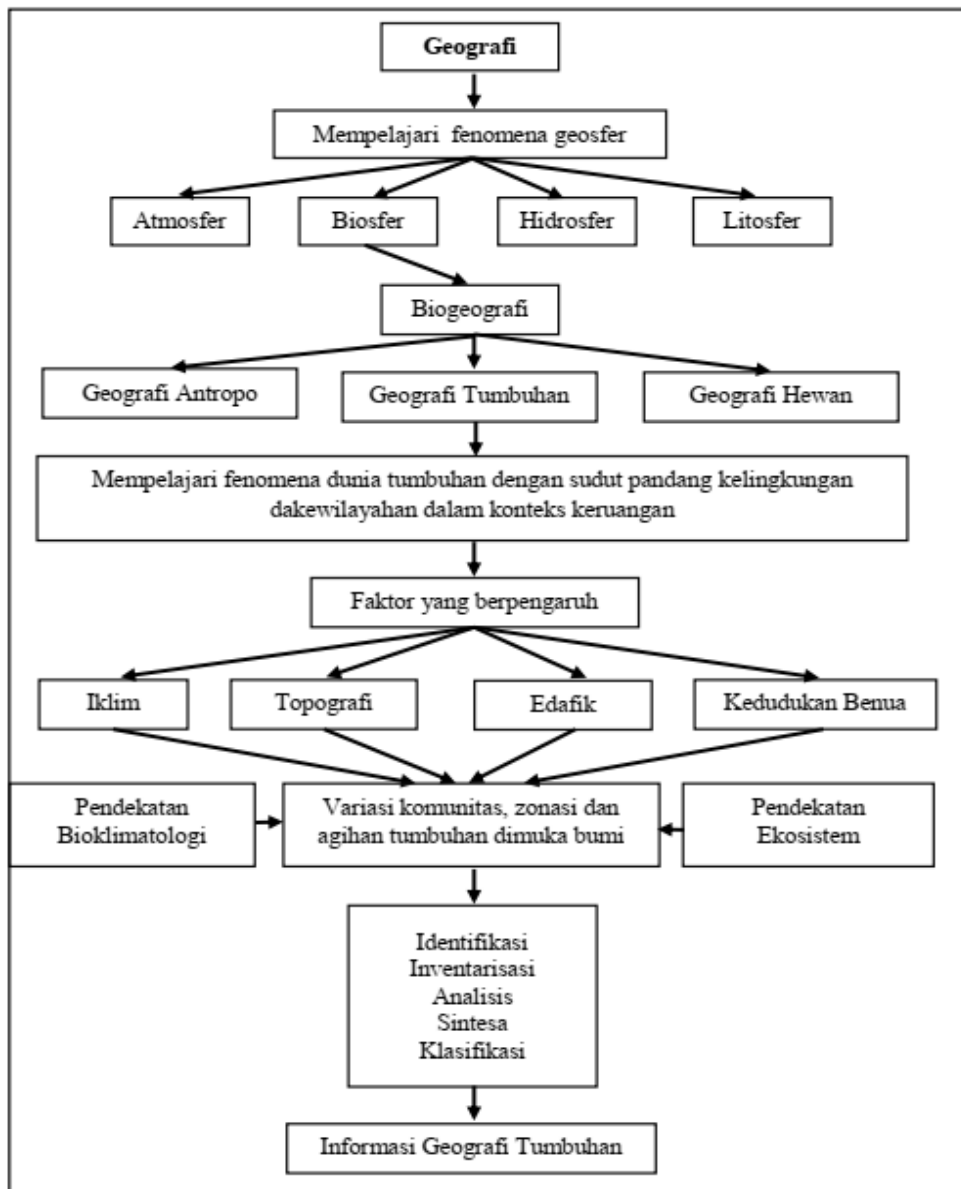 Geografi
Mempelajari fenomena geosfer
Atmosfer
Biosfer
Hidrosfer
Litosfer
Biogeografi
Geografi Antropo
Geografi Tumbuhan
Geografi Hewan
Mempelajari fenomena dunia tumbuhan dengan sudut pandang kelingkungan
dakewilayahan dalam konteks keruangan
Faktor yang berpengaruh
Iklim
Topografi
Edafik
Kedudukan Benua
Pendekatan
Bioklimatologi
Variasi komunitas, zonasi dan
agihan tumbuhan dimuka bumi
Pendekatan
Ekosistem
Identifikasi
Inventarisasi
Analisis
Sintesa
Klasifikasi
Informasi Geografi Tumbuhan